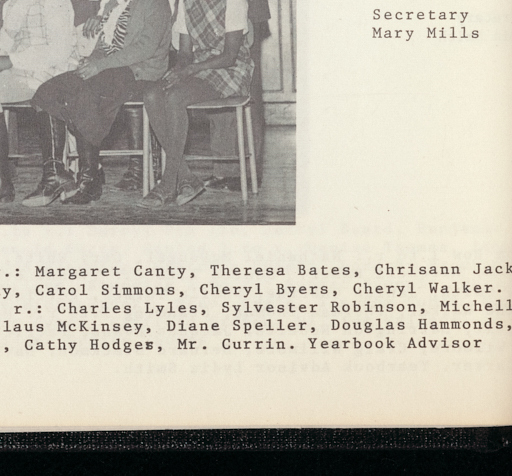 Secretary
Mary Mills
.: Margaret Canty, Theresa Bates, Chrisann Jack
y, Carol Simmons, Cheryl Byers, Cheryl Walker.
r.: Charles Lyles, Sylvester Robinson, Michell
laus McKinsey, Diane Speller, Douglas Hammonds,
, Cathy Hodges, Mr. Currin. Yearbook Advisor